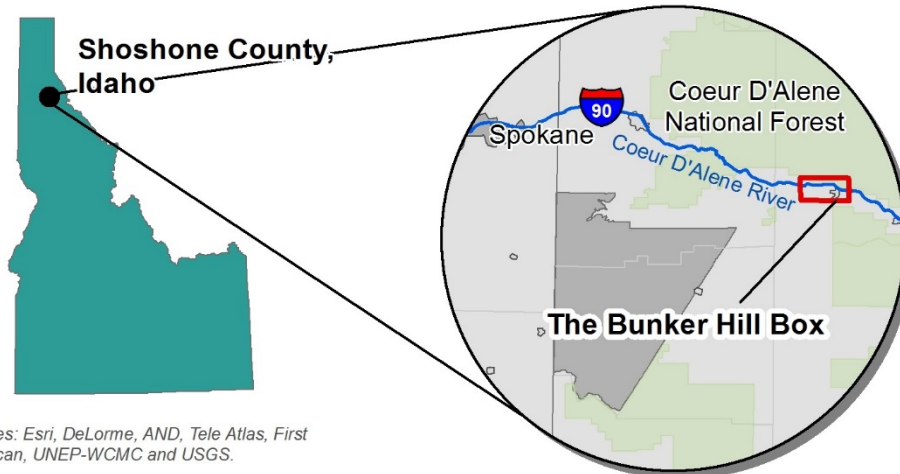 Shoshone County,
Idaho
90
Spokane
Coeur D'Alene
National Forest
Coeur D'Alene River
The Bunker Hill Box
es: Esri, DeLorme, AND, Tele Atlas, First
can, UNEP-WCMC and USGS.